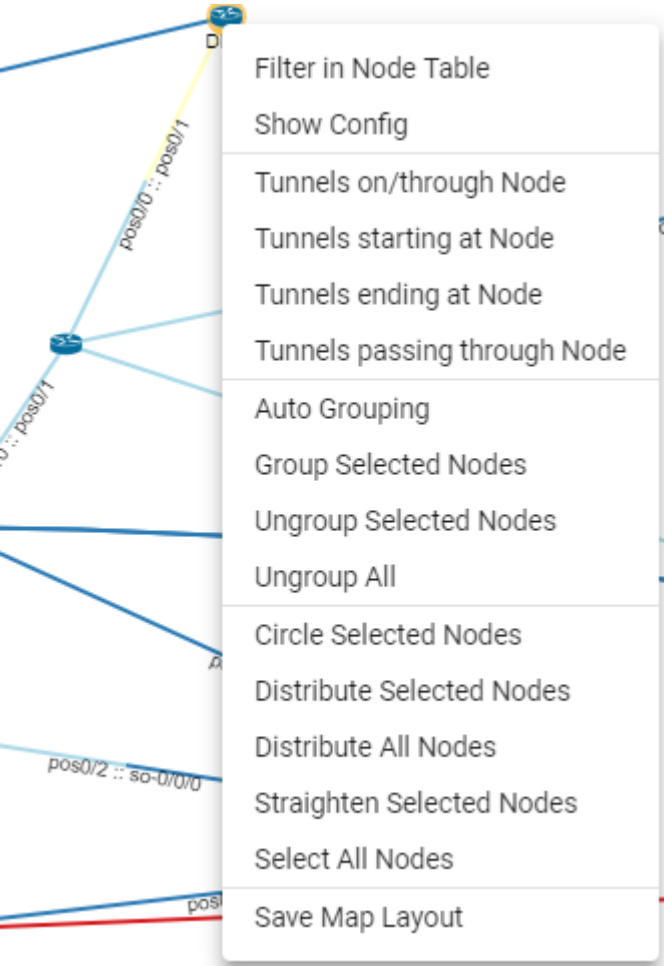 Filter in Node Table
Show Config
pos0/0 :: pos0/1
Tunnels on/through Node
Tunnels starting at Node
Tunnels ending at Node
Tunnels passing through Node
:: pos0/1
Auto Grouping
Group Selected Nodes
Ungroup Selected Nodes
Ungroup All
Circle Selected Nodes
Distribute Selected Nodes
Distribute All Nodes
pos0/2 :: so-0/0/0
Straighten Selected Nodes
Select All Nodes
Save Map Layout